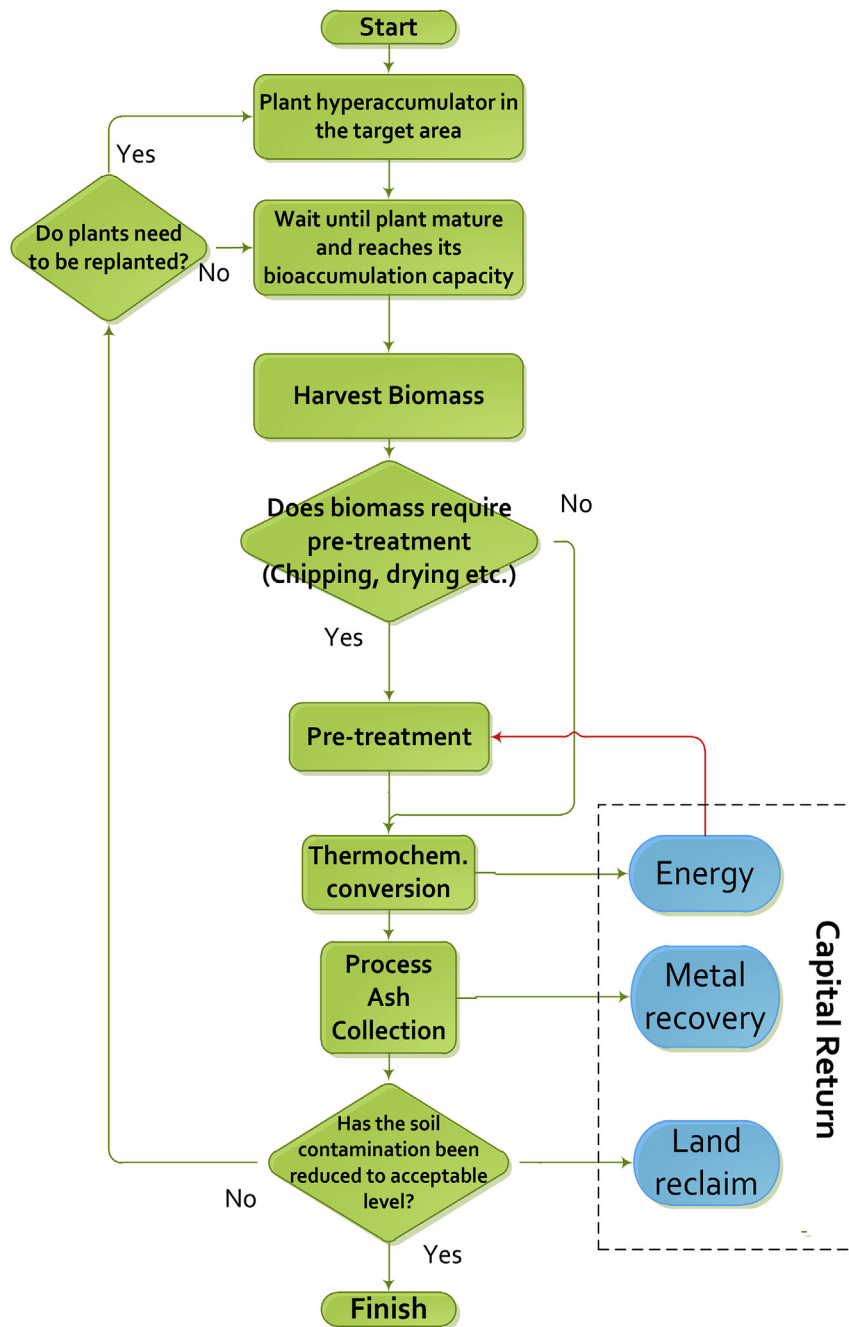 Start
Plant hyperaccumulator in
the target area
Yes
Do plants need
to be replanted?
No
Wait until plant mature
and reaches its
bioaccumulation capacity
Harvest Biomass
Does biomass require
pre-treatment
(Chipping, drying etc.)
No
Yes
Pre-treatment
Thermochem.
conversion
Energy
Process
Ash
Collection
Metal
recovery
Capital Return
Has the soil
contamination been
reduced to acceptable
level?
Land
reclaim
No
Yes
Finish